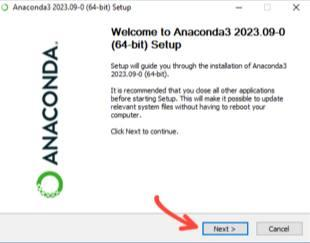 Anaconda3 2023.09-0 (64-bit) Setup
ANACONDA.
Welcome to Anaconda3 2023.09-0
(64-bit) Setup
Setup will guide you through the installation of Anaconda3
2023.09-0 (64-bit).
It is recommended that you close all other applications
before starting Setup. This will make it possible to update
relevant system files without having to reboot your
computer.
Click Next to continue.
Next >
Cancel